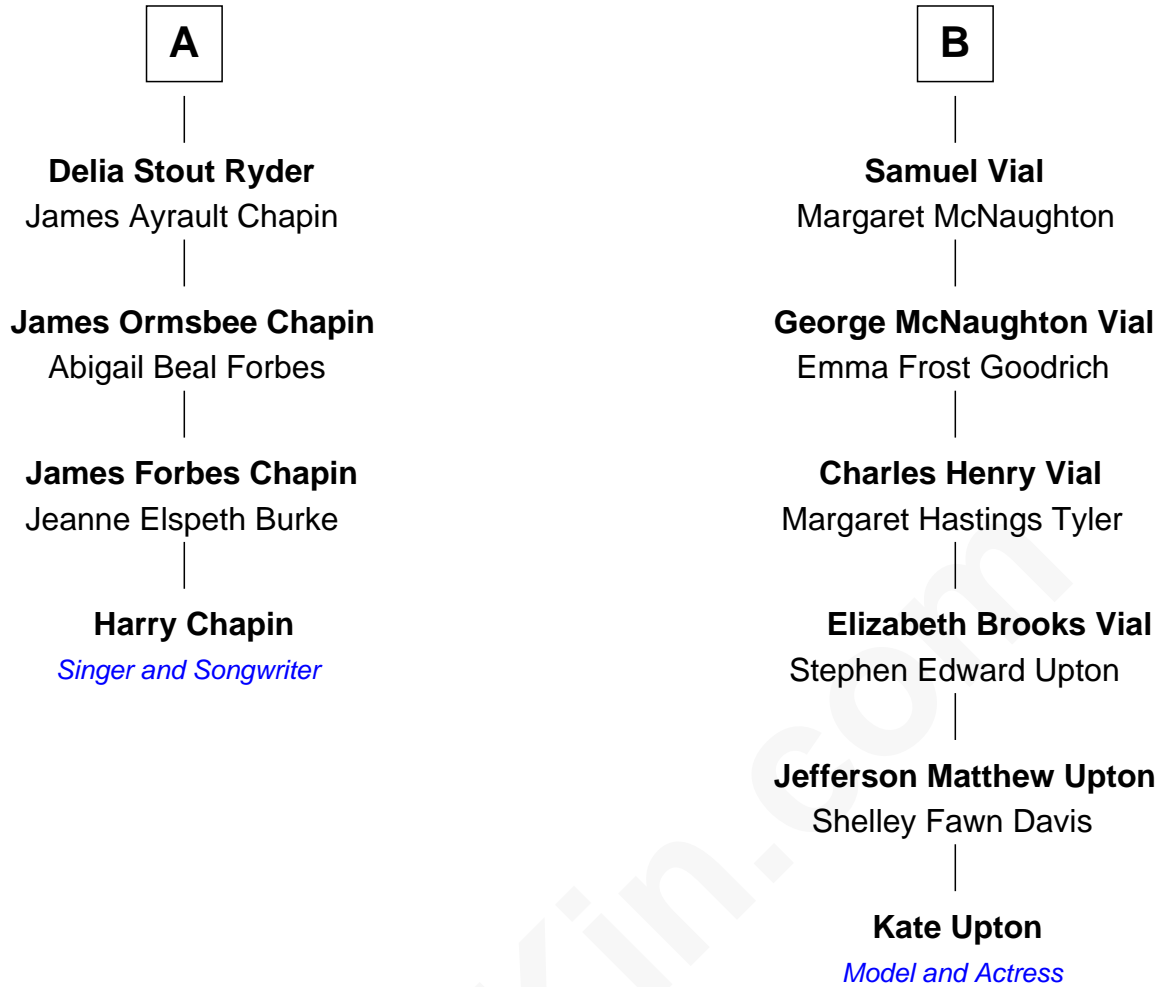 A
Delia Stout Ryder
James Ayrault Chapin
James Ormsbee Chapin
Abigail Beal Forbes
James Forbes Chapin
Jeanne Elspeth Burke
Harry Chapin
Singer and Songwriter
B
Samuel Vial
Margaret McNaughton
George McNaughton Vial
Emma Frost Goodrich
Charles Henry Vial
Margaret Hastings Tyler
Elizabeth Brooks Vial
Stephen Edward Upton
Jefferson Matthew Upton
Shelley Fawn Davis
Kate Upton
Model and Actress
Kin.com